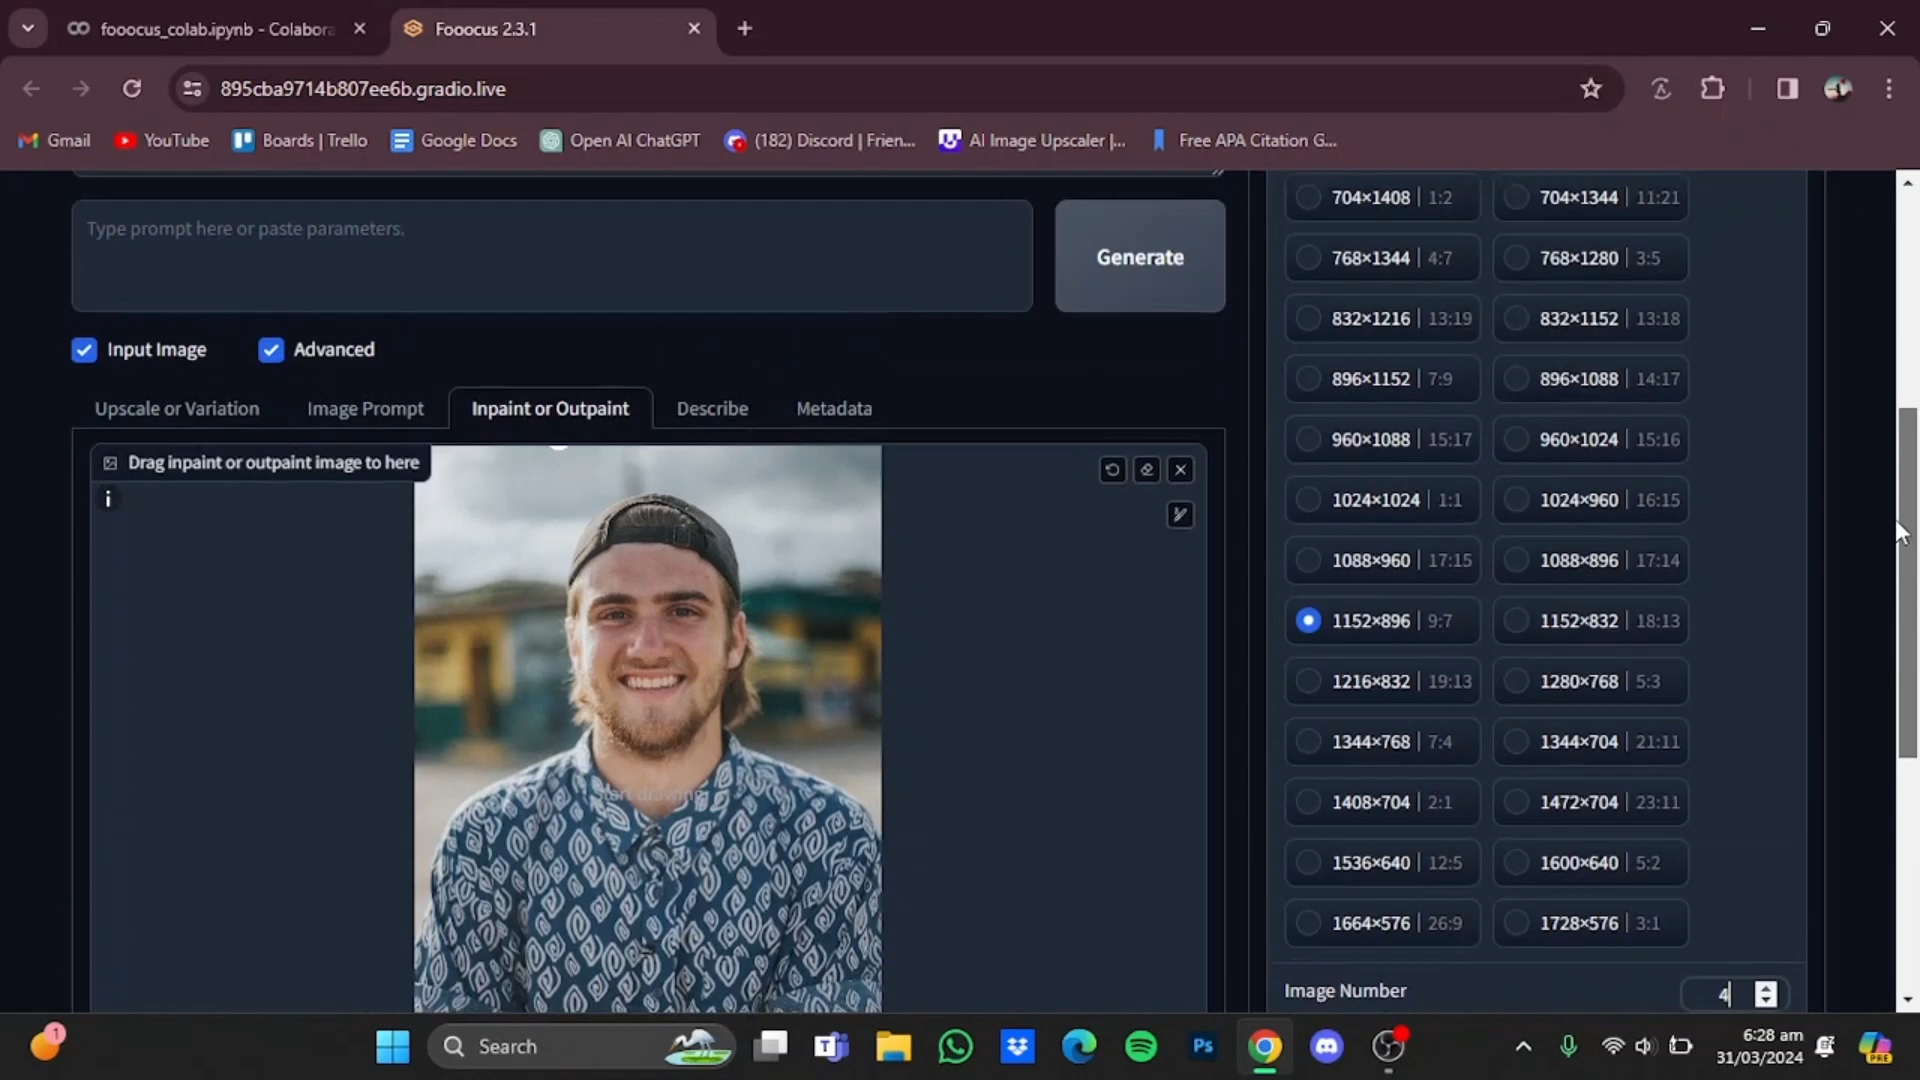 fooocus_colab.ipynb - Colabora
Fooocus 2.3.1
895cba9714b807ee6b.gradio.live
Gmail
YouTube
Boards | Trello
Google Docs
Open AI ChatGPT
(182) Discord | Frien...
AI Image Upscaler |...
Free APA Citation G...
Type prompt here or paste parameters.
Generate
Input Image
Advanced
Upscale or Variation
Image Prompt
Inpaint or Outpaint
Describe
Metadata
Drag inpaint or outpaint image to here
i
Start drawing
704×1408 | 1:2
704×1344 | 11:21
768×1344 | 4:7
768×1280 | 3:5
832×1216 | 13:19
832×1152 | 13:18
896×1152 | 7:9
896×1088 | 14:17
960×1088 | 15:17
960×1024 | 15:16
1024×1024 | 1:1
1024×960 | 16:15
1088×960 | 17:15
1088×896 | 17:14
1152×896 | 9:7
1152×832 | 18:13
1216×832 | 19:13
1280×768 | 5:3
1344×768 | 7:4
1344×704 | 21:11
1408×704 | 2:1
1472×704 | 23:11
1536×640 | 12:5
1600×640 | 5:2
1664×576 | 26:9
1728×576 | 3:1
Image Number
4
1
Search
T
Ps
6:28 am
31/03/2024
PRE